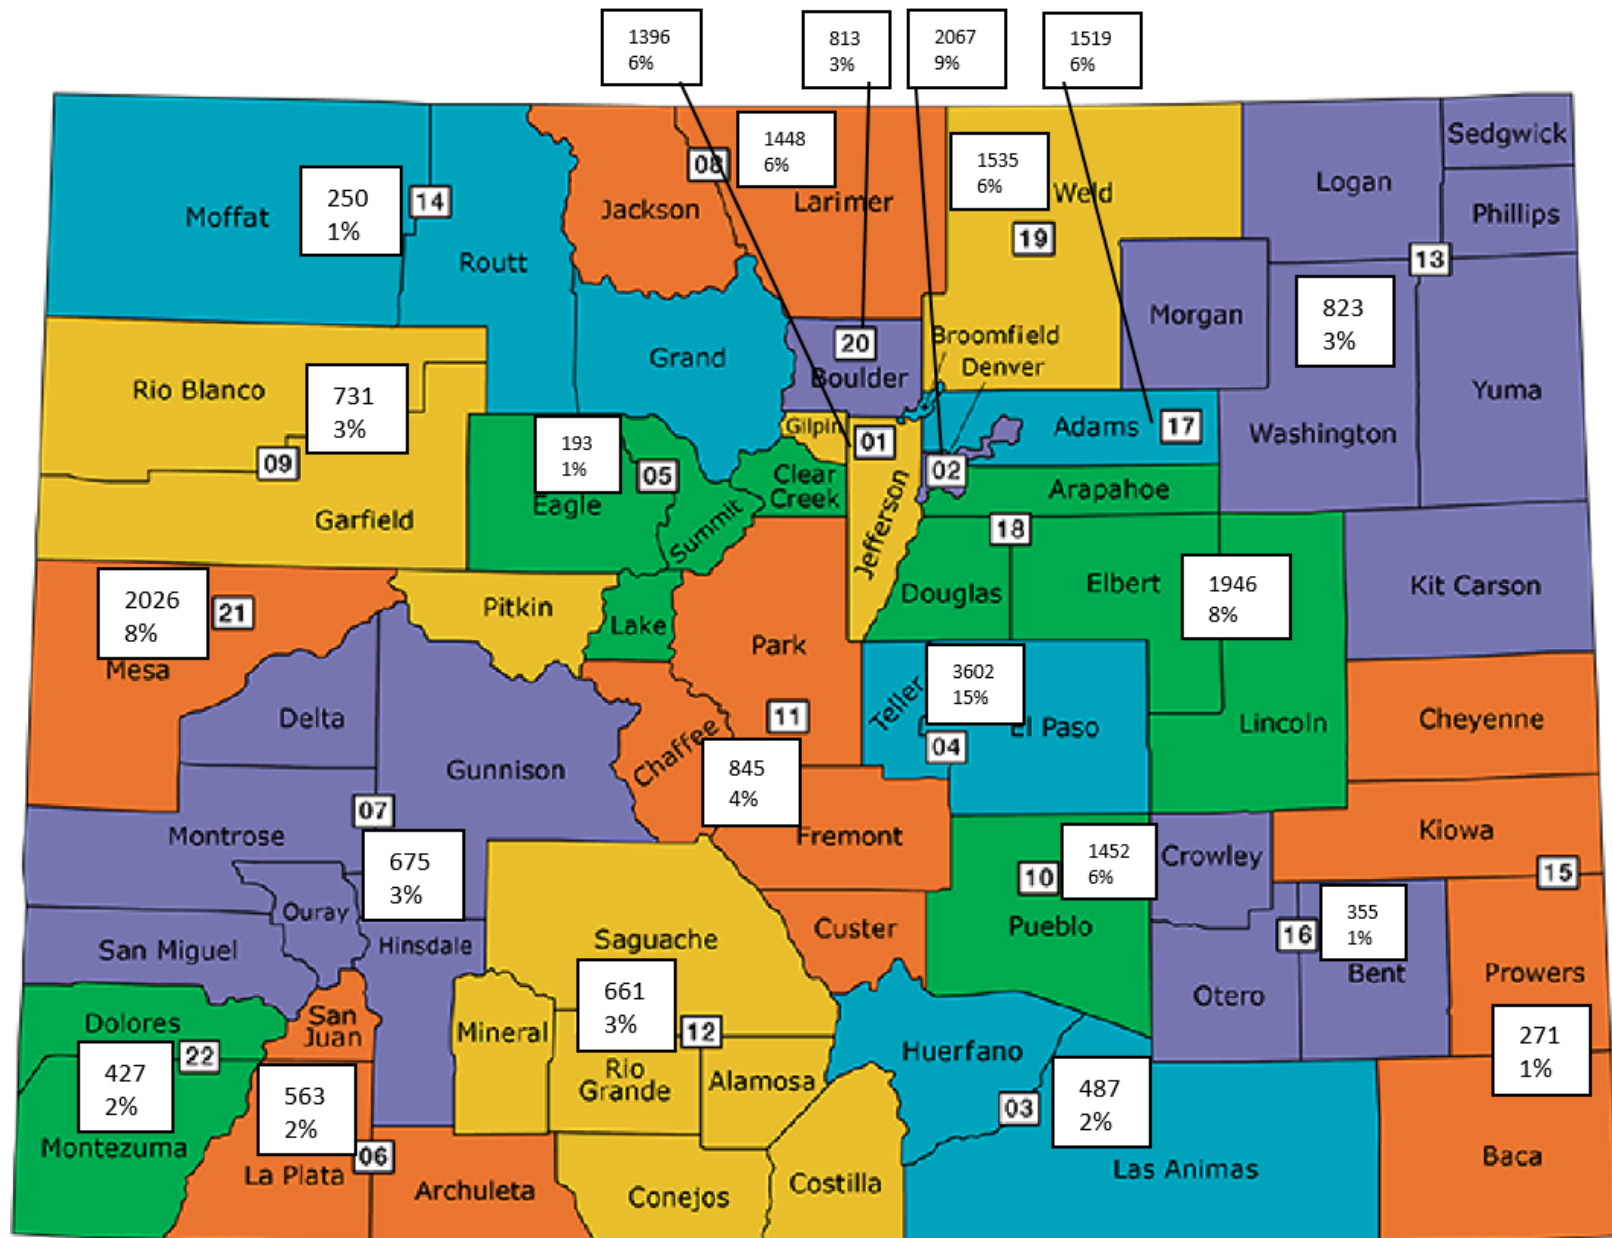 1396
6%
813
3%
2067
9%
1519
6%
1448
6%
08
Jackson
Larimer
1535
6%
Weld
19
Logan
Sedgwick
Phillips
13
Moffat
250
1%
14
Routt
Morgan
823
3%
Yuma
Washington
Grand
20
Boulder
Broomfield
Denver
Rio Blanco
731
3%
09
Garfield
193
1%
05
Eagle
Summit
Gilpin
01
Clear
Creek
Jefferson
02
Adams
17
Arapahoe
18
Douglas
Elbert
1946
8%
Lincoln
Kit Carson
2026
8%
21
Mesa
Pitkin
Lake
Park
11
Teller
3602
15%
04
El Paso
Cheyenne
Delta
Gunnison
Chaffee
845
4%
Fremont
07
Montrose
675
3%
Ouray
San Miguel
Hinsdale
Saguache
Custer
10
1452
6%
Pueblo
Crowley
Kiowa
15
16
355
1%
Bent
Otero
Prowers
271
1%
Dolores
22
427
2%
Montezuma
San
Juan
563
2%
06
La Plata
Archuleta
Mineral
661
3%
12
Rio
Grande
Alamosa
Conejos
Costilla
Huerfano
03
487
2%
Las Animas
Baca